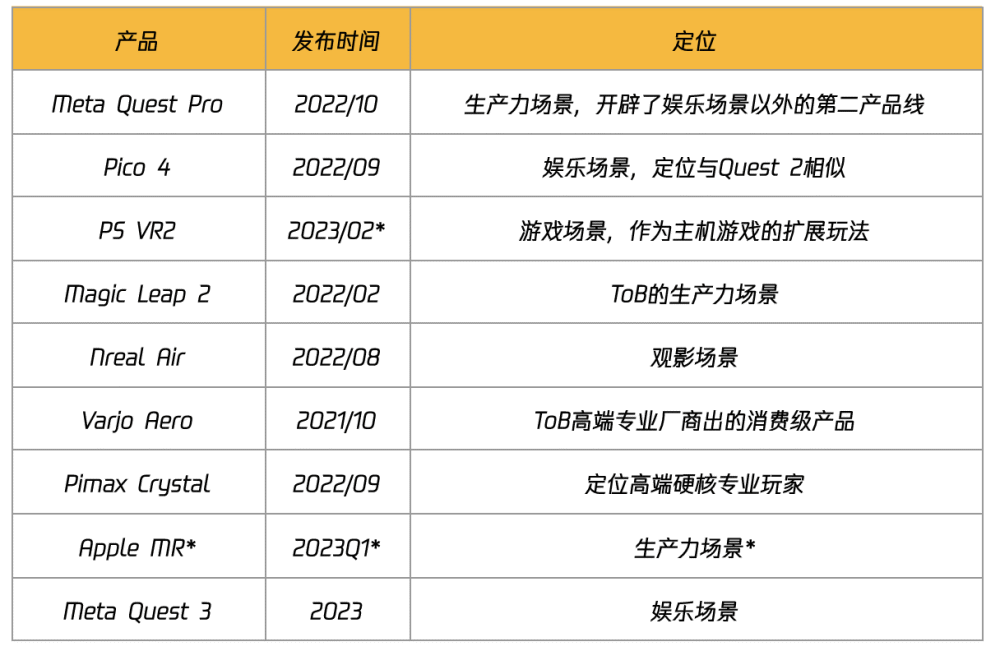 产品 发布时间 定位
Meta Quest Pro 2022/10 生产力场景，开辟了娱乐场景以外的第二产品线
Pico 4 2022/09 娱乐场景，定位与Quest 2相似
PS VR2 2023/02* 游戏场景，作为主机游戏的扩展玩法
Magic Leap 2 2022/02 ToB的生产力场景
Nreal Air 2022/08 观影场景
Varjo Aero 2021/10 ToB高端专业厂商出的消费级产品
Pimax Crystal 2022/09 定位高端硬核专业玩家
Apple MR* 2023Q1* 生产力场景*
Meta Quest 3 2023 娱乐场景